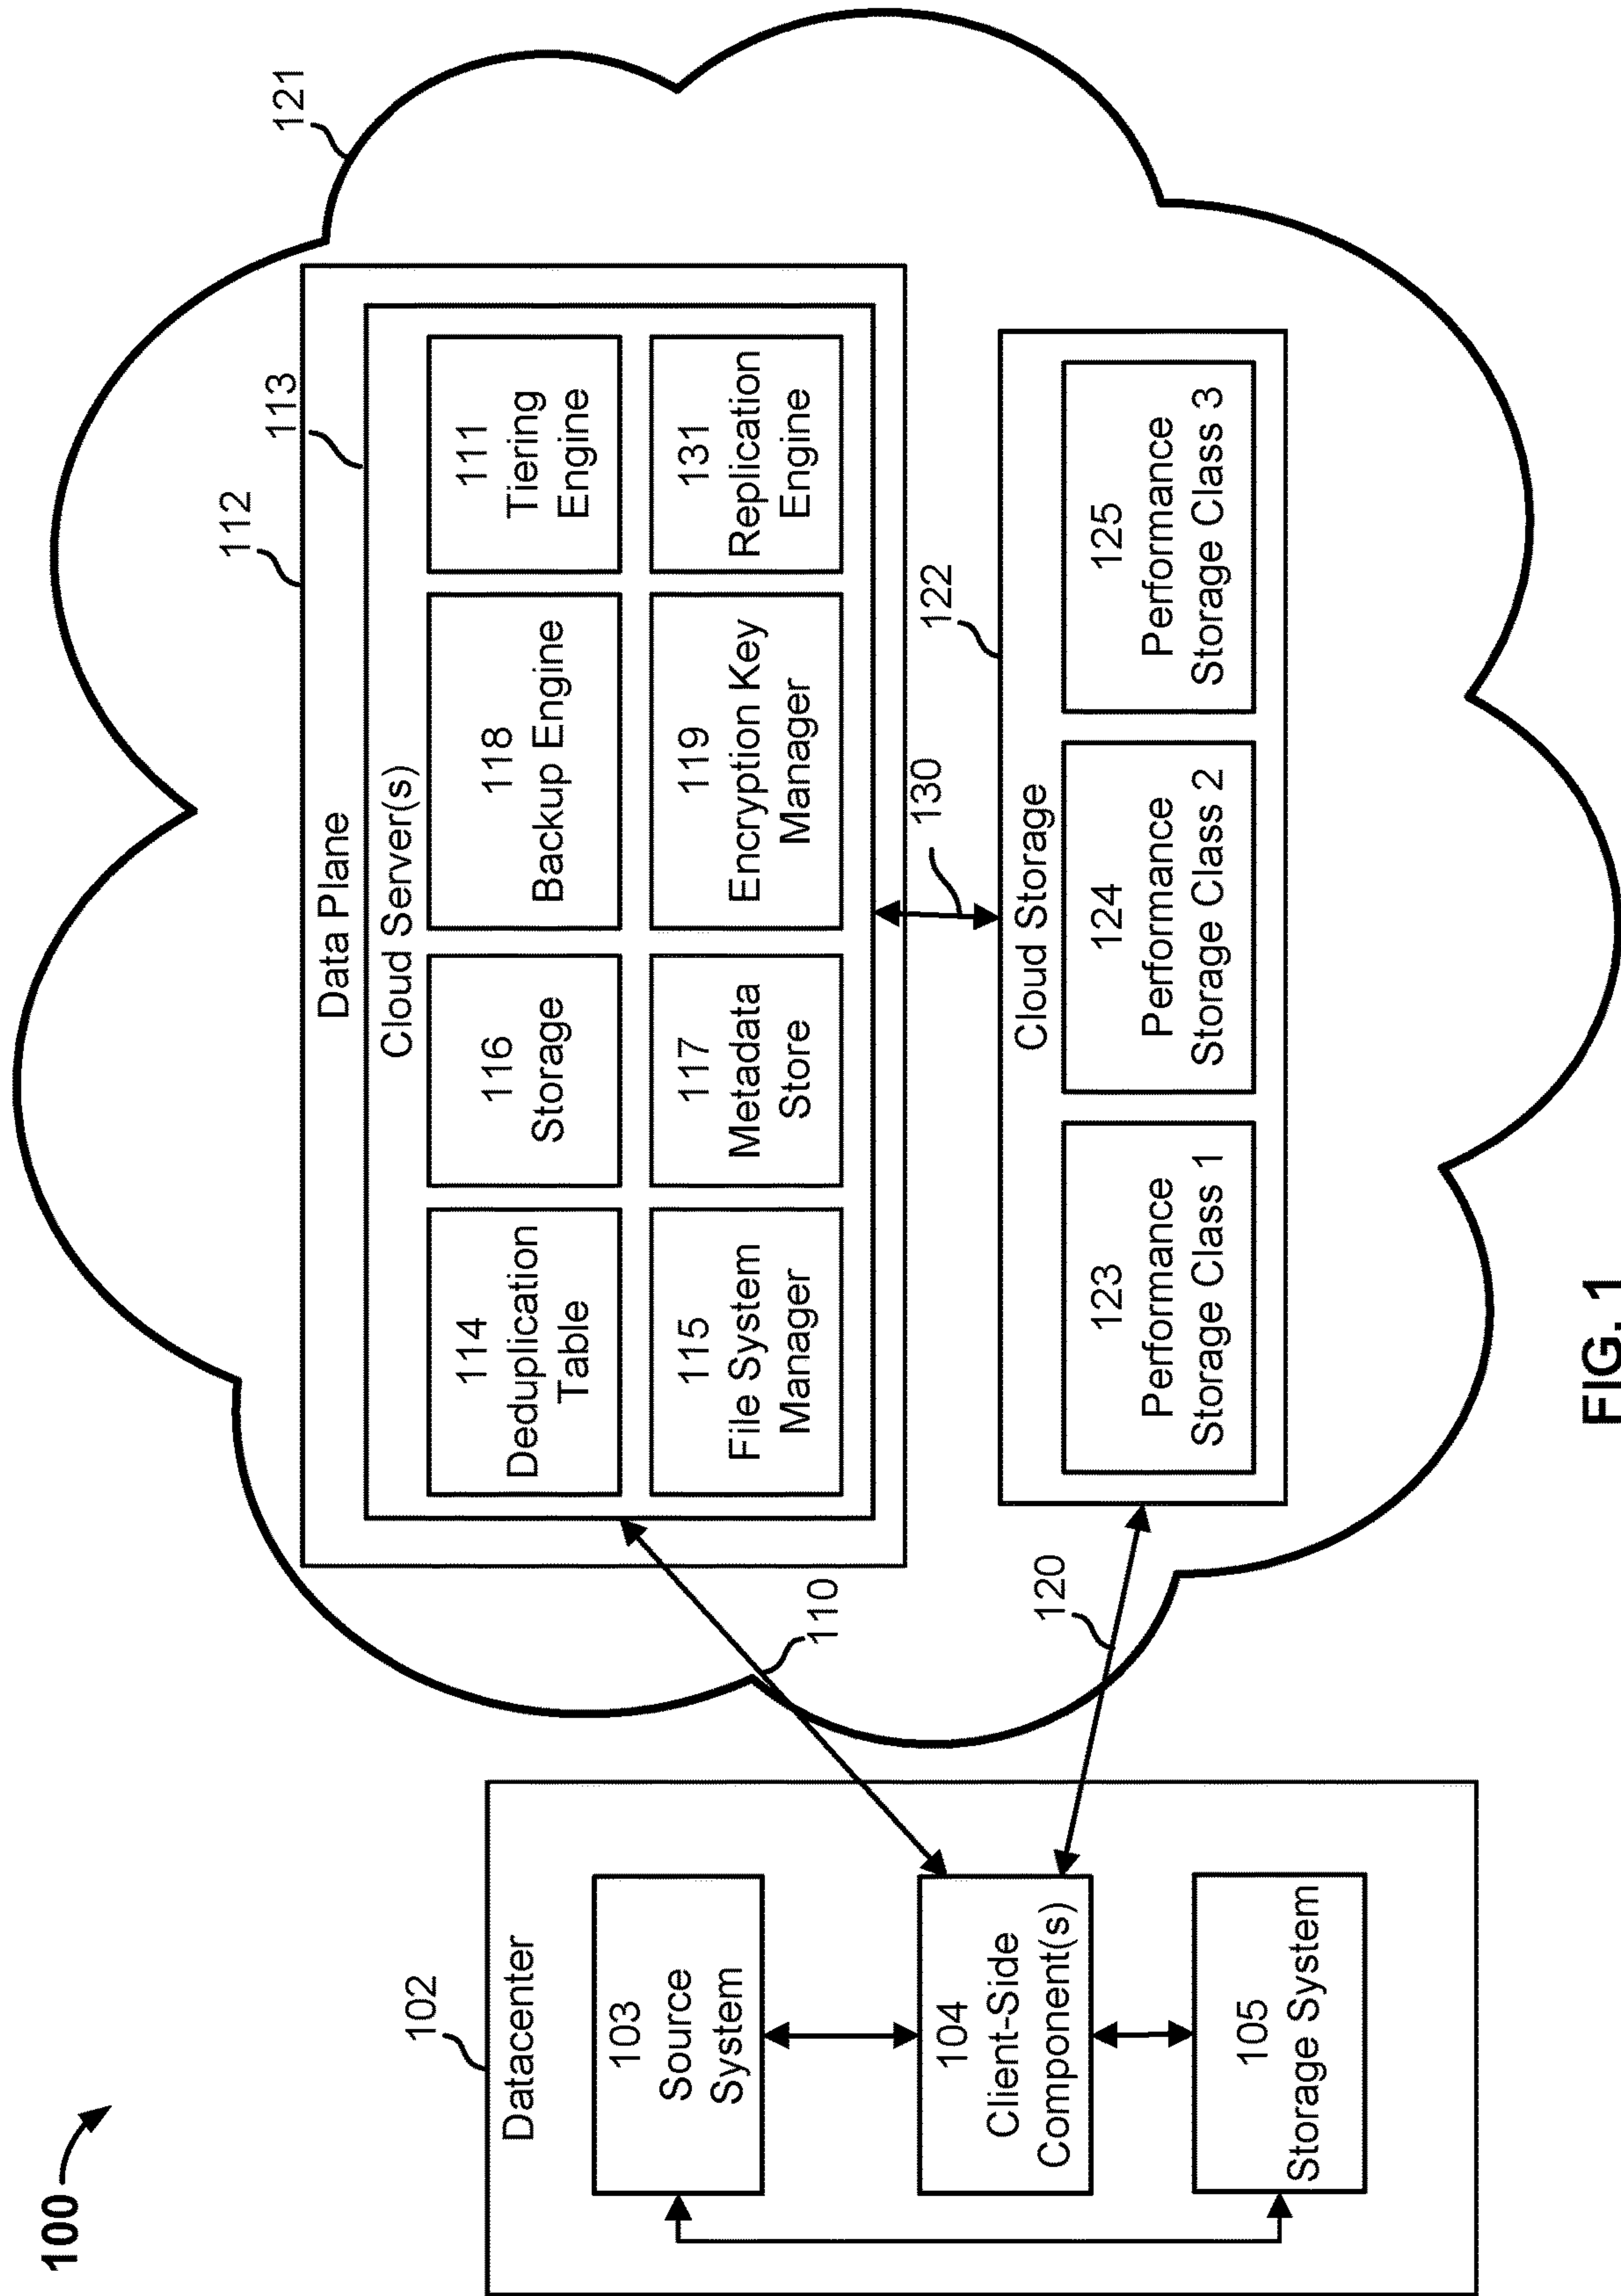 100
102
Datacenter
103
Source
System
104
Client-Side
Component(s)
105
Storage System
110
120
121
112
Data Plane
113
Cloud Server(s)
114
Deduplication
Table
116
Storage
118
Backup Engine
111
Tiering
Engine
115
File System
Manager
117
Metadata
Store
119
Encryption Key
Manager
131
Replication
Engine
130
122
Cloud Storage
123
Performance
Storage Class 1
124
Performance
Storage Class 2
125
Performance
Storage Class 3
FIG. 1